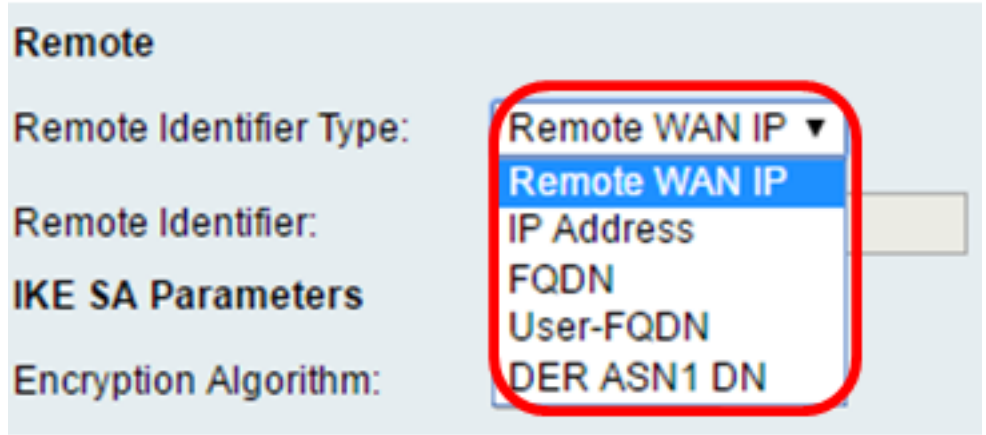 Remote
Remote Identifier Type: Remote WAN IP ▼
Remote WAN IP
Remote Identifier: IP Address
FQDN
IKE SA Parameters
User-FQDN
Encryption Algorithm: DER ASN1 DN